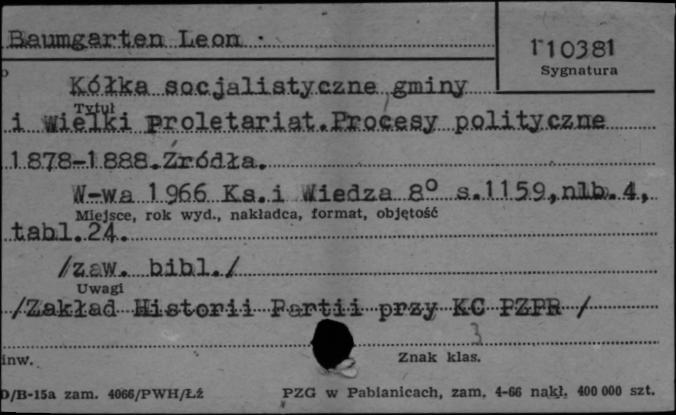 Baumgarten Leon
110381
Sygnatura
Kółka socjalistyczne gminy
Tytuł
i Wielki Proletariat.Procesy polityczne
1878-1888.Źródła.
W-wa 1966 Ks.i Wiedza 8° s.1159,nlb.4,
Miejsce, rok wyd., nakładca, format, objętość
tabl.24.
/zaw. bibl./
Uwagi
/Zakład Historii Partii przy KC PZPR /
3
inw.
Znak klas.
D/B-15a zam. 4066/PWH/Łź
PZG w Pabianicach, zam. 4-66 nakł. 400 000 szt.